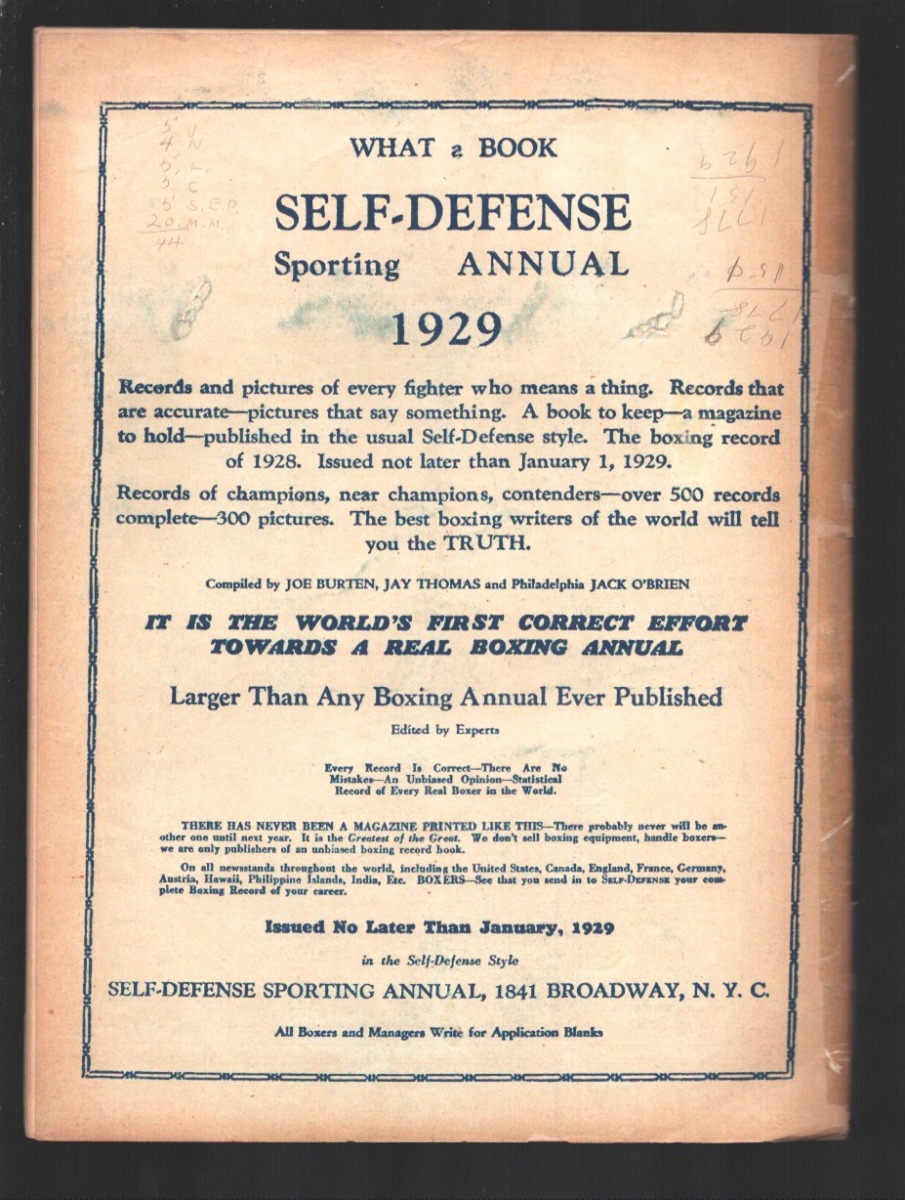 WHAT a BOOK
SELF-DEFENSE
Sporting ANNUAL
1929
Records and pictures of every fighter who means a thing. Records that
are accurate—pictures that say something. A book to keep—a magazine
to hold—published in the usual Self-Defense style. The boxing record
of 1928. Issued not later than January 1, 1929.
Records of champions, near champions, contenders—over 500 records
complete—300 pictures. The best boxing writers of the world will tell
you the TRUTH.
Compiled by JOE BURTEN, JAY THOMAS and Philadelphia JACK O'BRIEN
IT IS THE WORLD'S FIRST CORRECT EFFORT
TOWARDS A REAL BOXING ANNUAL
Larger Than Any Boxing Annual Ever Published
Edited by Experts
Every Record Is Correct—There Are No
Mistakes—An Unbiased Opinion—Statistical
Record of Every Real Boxer in the World.
THERE HAS NEVER BEEN A MAGAZINE PRINTED LIKE THIS—There probably never will be an-
other one until next year. It is the Greatest of the Great. We don't sell boxing equipment, handle boxers—
we are only publishers of an unbiased boxing record book.
On all newsstands throughout the world, including the United States, Canada, England, France, Germany,
Austria, Hawaii, Philippine Islands, India, Etc. BOXERS—See that you send in to SELF-DEFENSE your com-
plete Boxing Record of your career.
Issued No Later Than January, 1929
in the Self-Defense Style
SELF-DEFENSE SPORTING ANNUAL, 1841 BROADWAY, N. Y. C.
All Boxers and Managers Write for Application Blanks
5 J
4 N
5 L
5 C
5 S.E.P.
20 M.M.
44
1929
151
1778